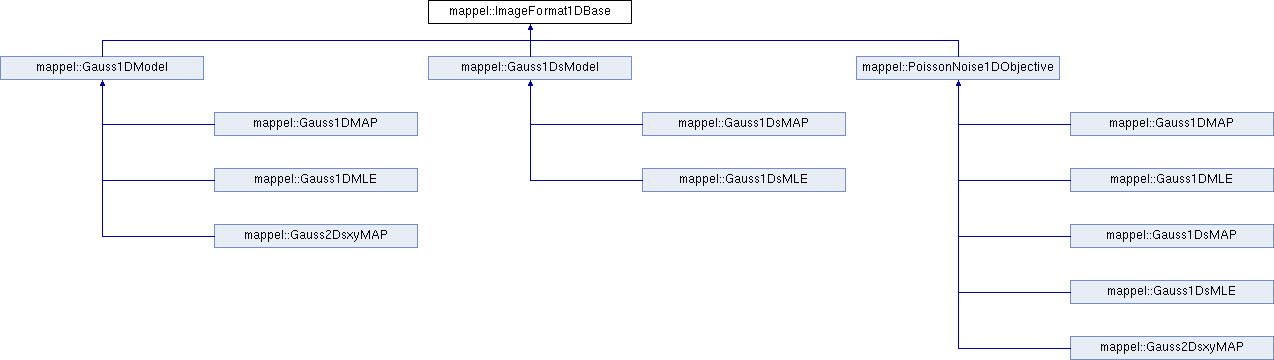 mappel::ImageFormat1DBase
mappel::Gauss1DModel
mappel::Gauss1DsModel
mappel::PoissonNoise1DObjective
mappel::Gauss1DMAP
mappel::Gauss1DsMAP
mappel::Gauss1DMAP
mappel::Gauss1DMLE
mappel::Gauss1DsMLE
mappel::Gauss1DMLE
mappel::Gauss2DsxyMAP
mappel::Gauss1DsMAP
mappel::Gauss1DsMLE
mappel::Gauss2DsxyMAP